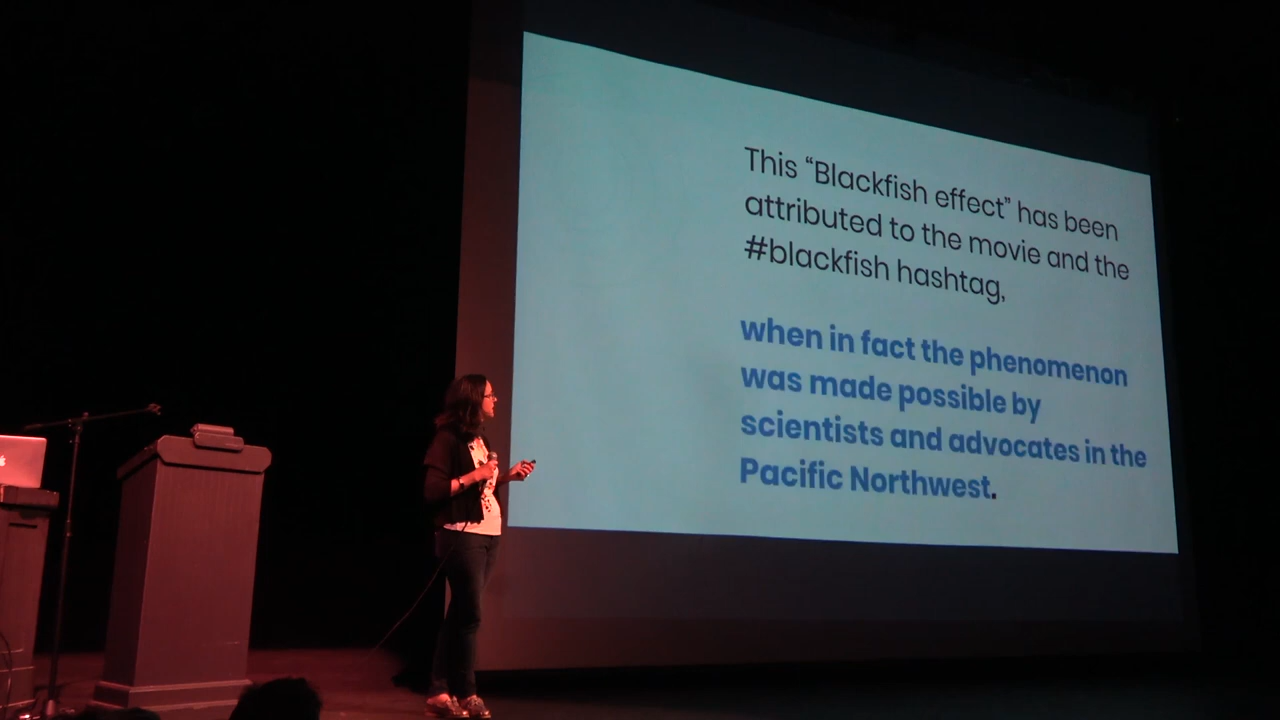 This “Blackfish effect” has been
attributed to the movie and the
#blackfish hashtag,
when in fact the phenomenon
was made possible by
scientists and advocates in the
Pacific Northwest.